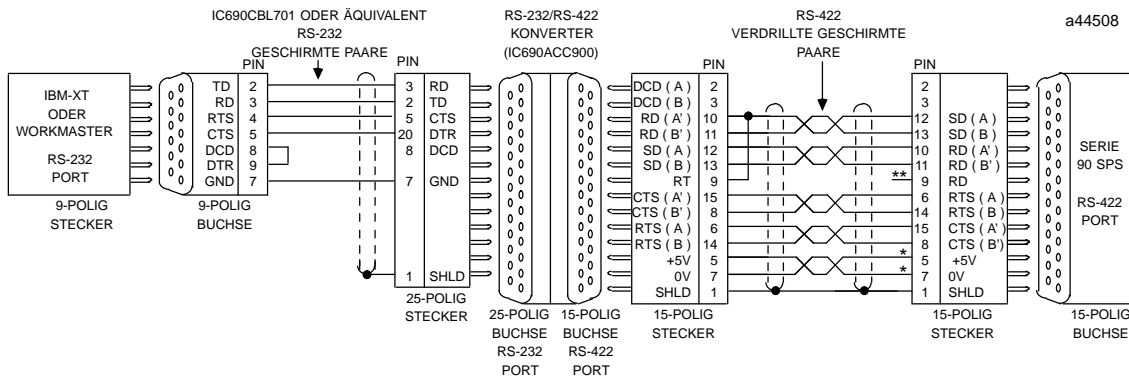 IC690CBL701 ODER ÄQUIVALENT
RS-232
GESCHIRMTE PAARE
RS-232/RS-422
KONVERTER
(IC690ACC900)
RS-422
VERDRILLTE GESCHIRMTE
PAARE
a44508
IBM-XT
ODER
WORKMASTER
RS-232
PORT
9-POLIG
STECKER
PIN
TD 2
RD 3
RTS 4
CTS 5
DCD 8
DTR 9
GND 7
9-POLIG
BUCHSE
PIN
3 RD
2 TD
5 CTS
20 DTR
8 DCD
7 GND
1 SHLD
25-POLIG
STECKER
25-POLIG
BUCHSE
RS-232
PORT
15-POLIG
BUCHSE
RS-422
PORT
PIN
DCD ( A ) 2
DCD ( B ) 3
RD ( A' ) 10
RD ( B' ) 11
SD ( A ) 12
SD ( B ) 13
RT 9
CTS ( A' ) 15
CTS ( B' ) 8
RTS ( A ) 6
RTS ( B ) 14
+5V 5
0V 7
SHLD 1
15-POLIG
STECKER
PIN
2
3
12 SD ( A )
13 SD ( B )
10 RD ( A' )
11 RD ( B' )
** 9 RD
6 RTS ( A )
14 RTS ( B )
15 CTS ( A' )
8 CTS ( B' )
* 5 +5V
* 7 0V
1 SHLD
15-POLIG
STECKER
SERIE
90 SPS
RS-422
PORT
15-POLIG
BUCHSE